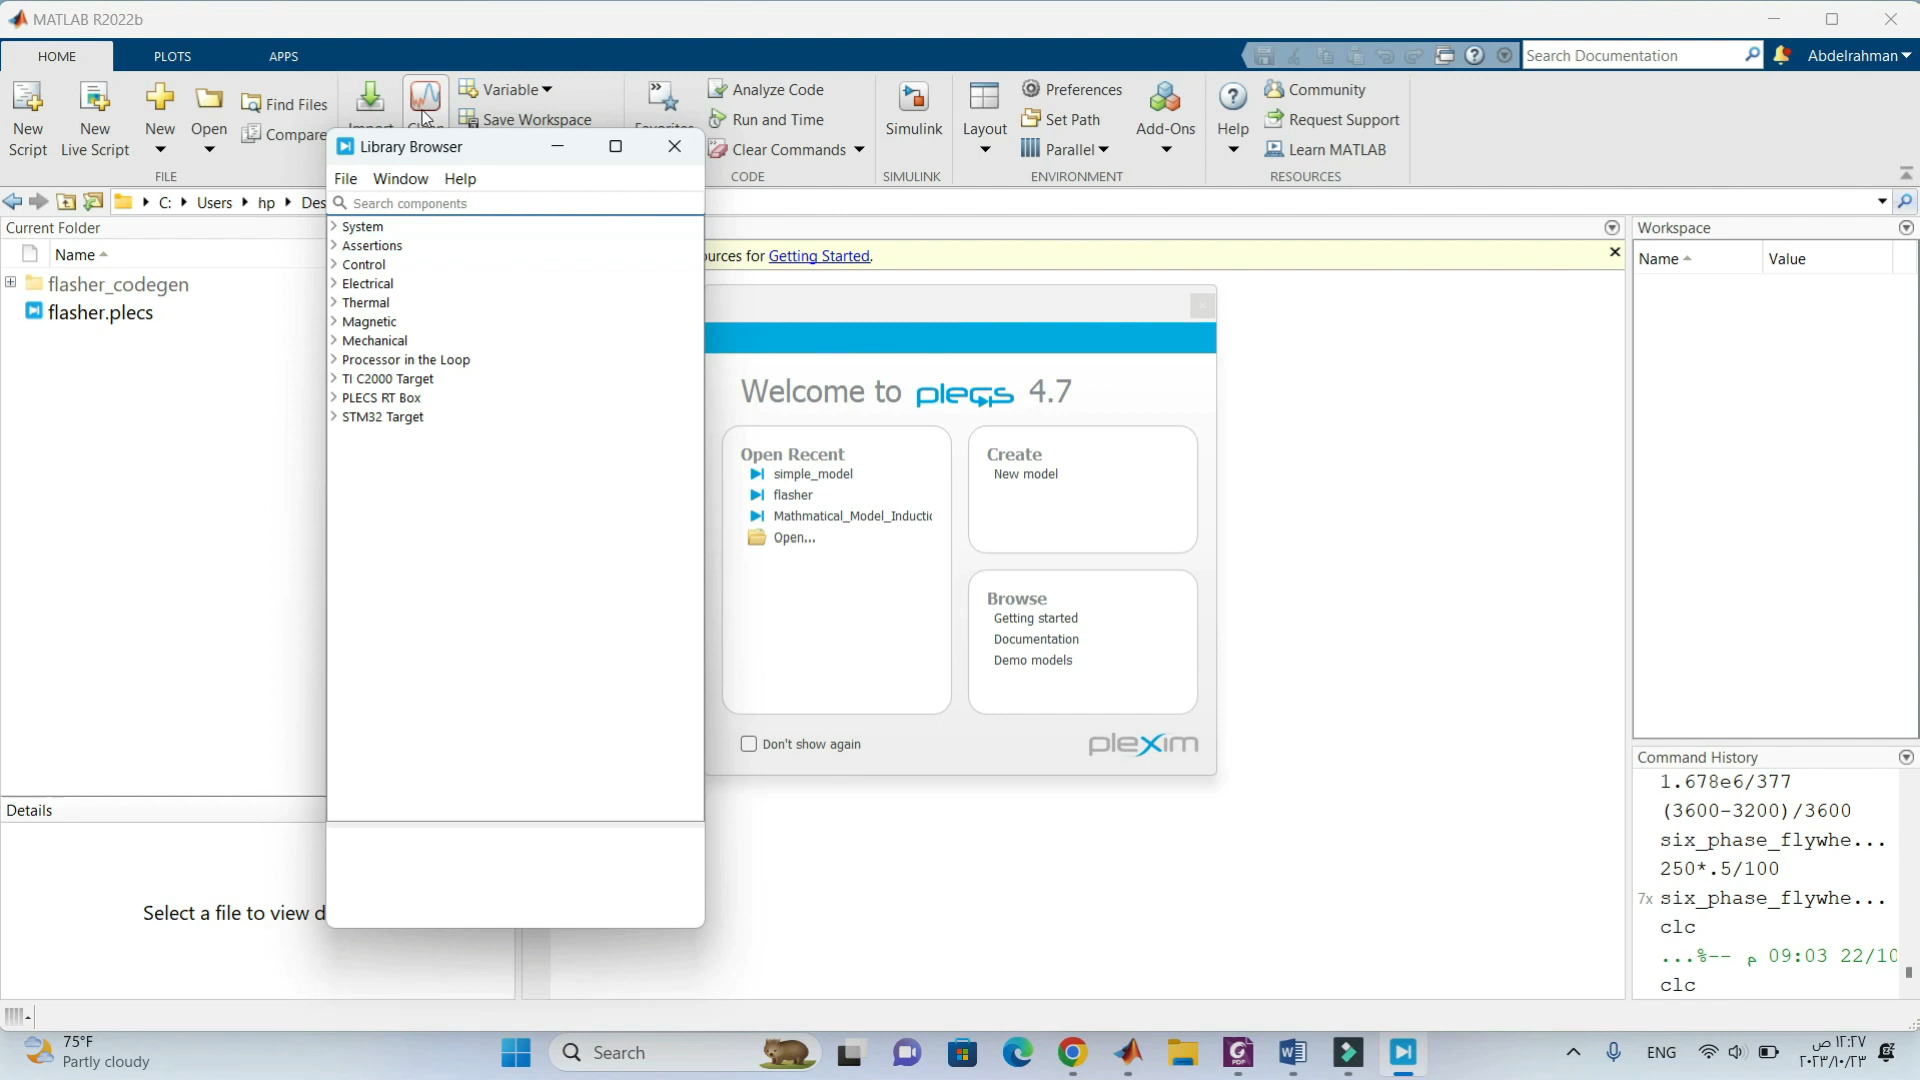 MATLAB R2022b
HOME
PLOTS
APPS
Search Documentation
Abdelrahman
New Script
New Live Script
New
Open
Find Files
Compare
Variable
Save Workspace
Analyze Code
Run and Time
Clear Commands
Simulink
Layout
Preferences
Set Path
Parallel
Add-Ons
Help
Community
Request Support
Learn MATLAB
FILE
CODE
SIMULINK
ENVIRONMENT
RESOURCES
C:
Users
hp
Des
Library Browser
File
Window
Help
Search components
System
Assertions
Control
Electrical
Thermal
Magnetic
Mechanical
Processor in the Loop
TI C2000 Target
PLECS RT Box
STM32 Target
Current Folder
Name
flasher_codegen
flasher.plecs
Details
Select a file to view d
urces for Getting Started.
Welcome to plecs 4.7
Open Recent
simple_model
flasher
Mathmatical_Model_Inducti
Open...
Create
New model
Browse
Getting started
Documentation
Demo models
Don't show again
plexim
Workspace
Name
Value
Command History
1.678e6/377
(3600-3200)/3600
six_phase_flywhe...
250*.5/100
7x six_phase_flywhe...
clc
...%-- م 09:03 22/10
clc
75°F
Partly cloudy
Search
ENG
١٢:٢٧ ص
٢٠٢٣/١٠/٢٣